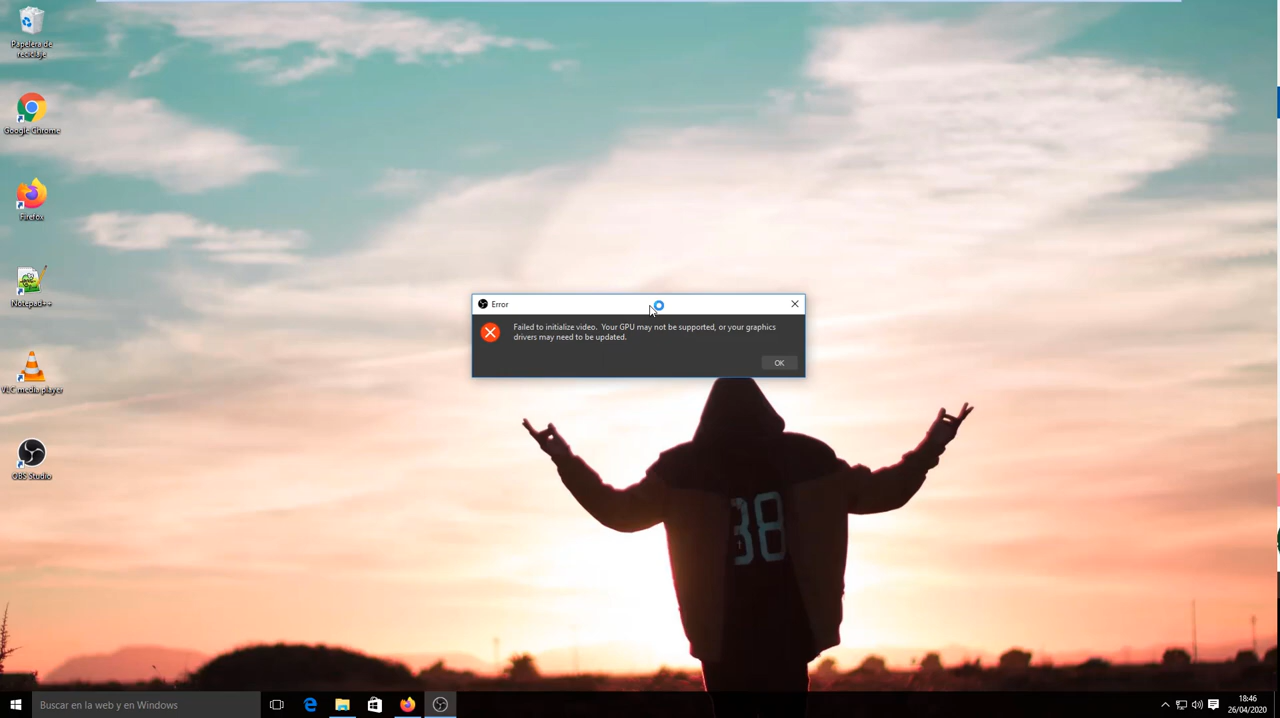 Papelera de
reciclaje
Google Chrome
Firefox
Notepad++
VLC media player
OBS Studio
Error
Failed to initialize video.  Your GPU may not be supported, or your graphics
drivers may need to be updated.
OK
38
Buscar en la web y en Windows
18:46
26/04/2020